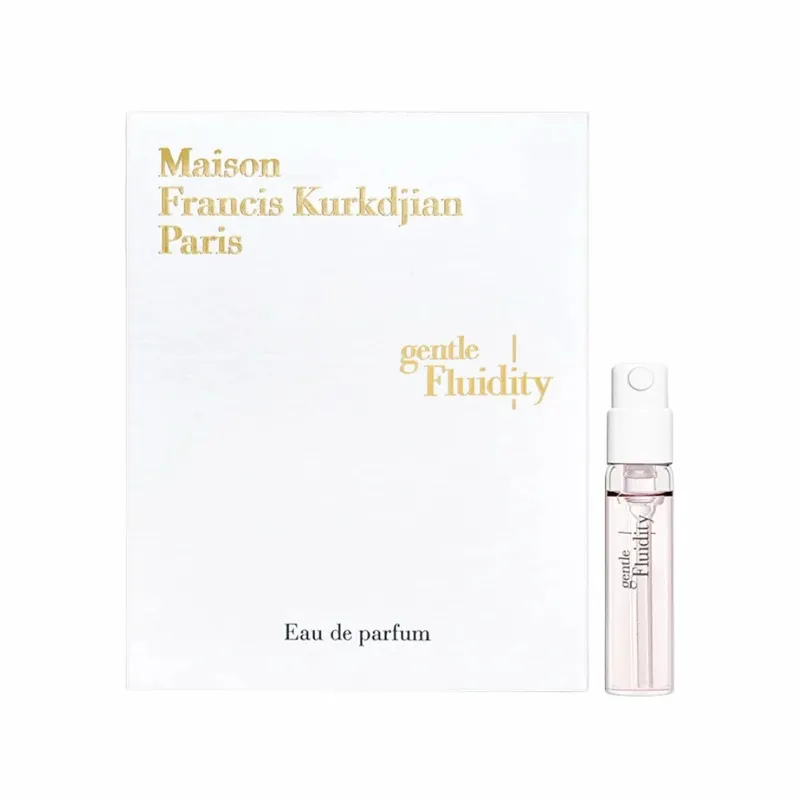 Maison
Francis Kurkdjian
Paris
gentle
Fluidity
Eau de parfum
gentle
Fluidity